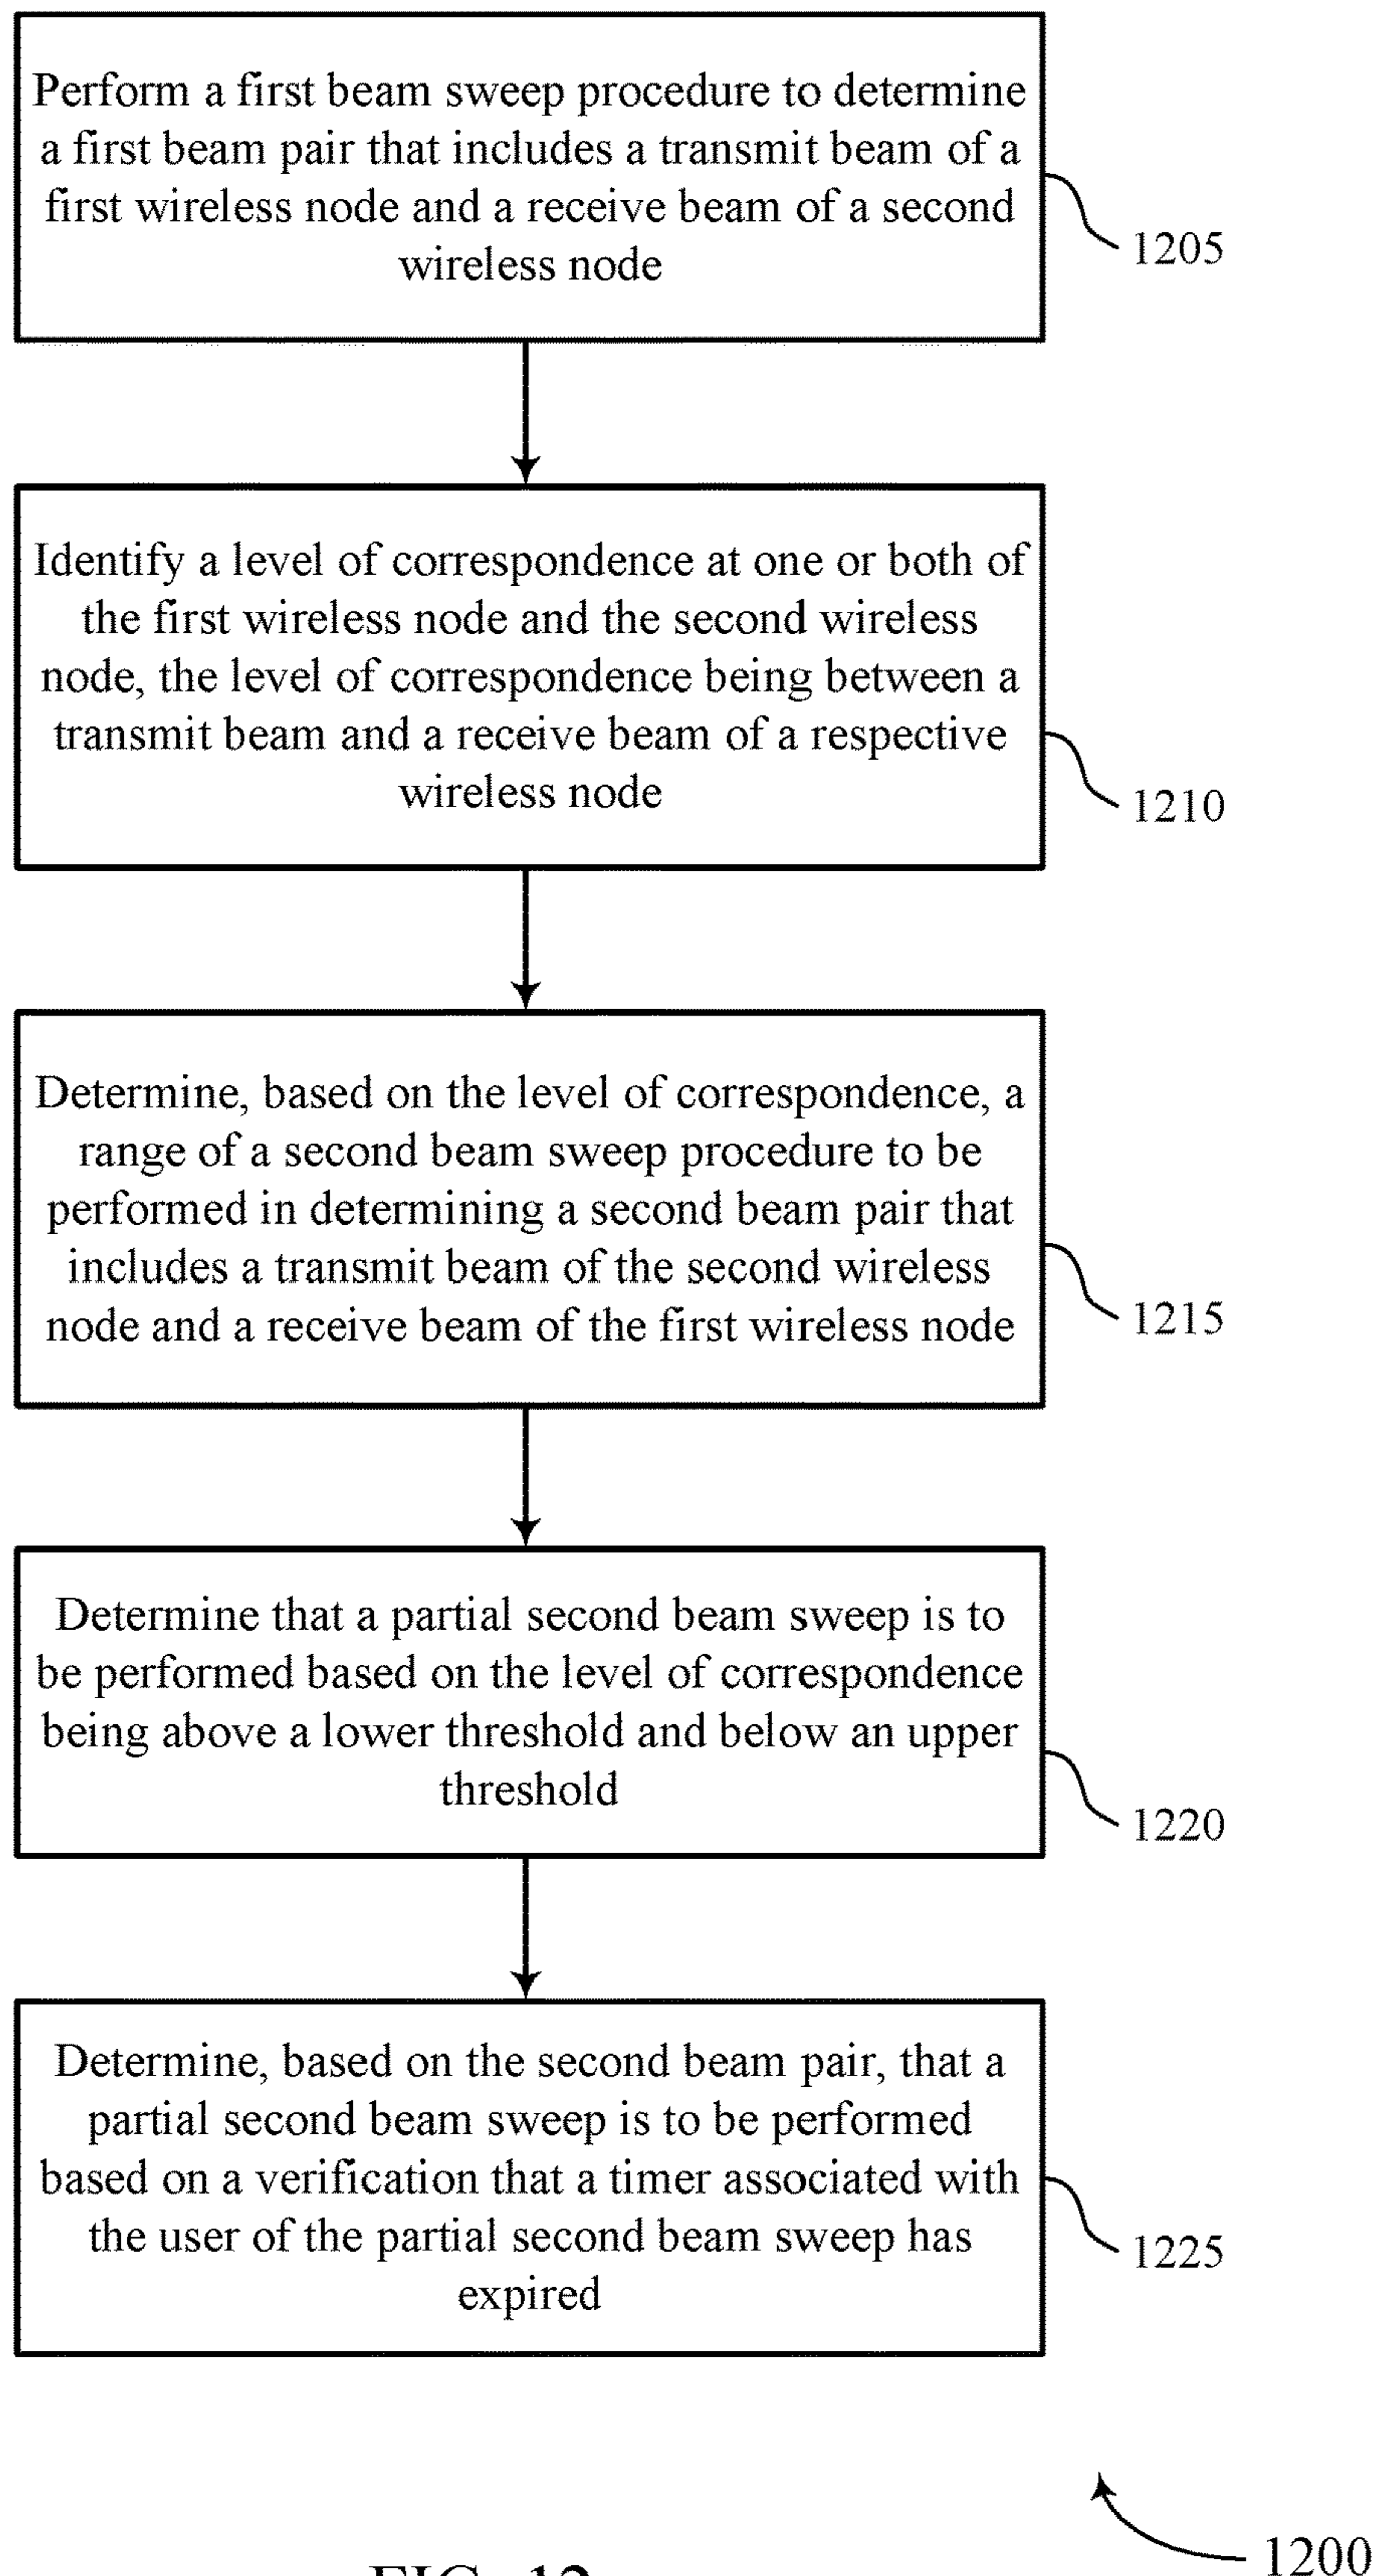 Perform a first beam sweep procedure to determine
a first beam pair that includes a transmit beam of a
first wireless node and a receive beam of a second
wireless node
1205
Identify a level of correspondence at one or both of
the first wireless node and the second wireless
node, the level of correspondence being between a
transmit beam and a receive beam of a respective
wireless node
1210
Determine, based on the level of correspondence, a
range of a second beam sweep procedure to be
performed in determining a second beam pair that
includes a transmit beam of the second wireless
node and a receive beam of the first wireless node
1215
Determine that a partial second beam sweep is to
be performed based on the level of correspondence
being above a lower threshold and below an upper
threshold
1220
Determine, based on the second beam pair, that a
partial second beam sweep is to be performed
based on a verification that a timer associated with
the user of the partial second beam sweep has
expired
1225
1200
FIG. 12